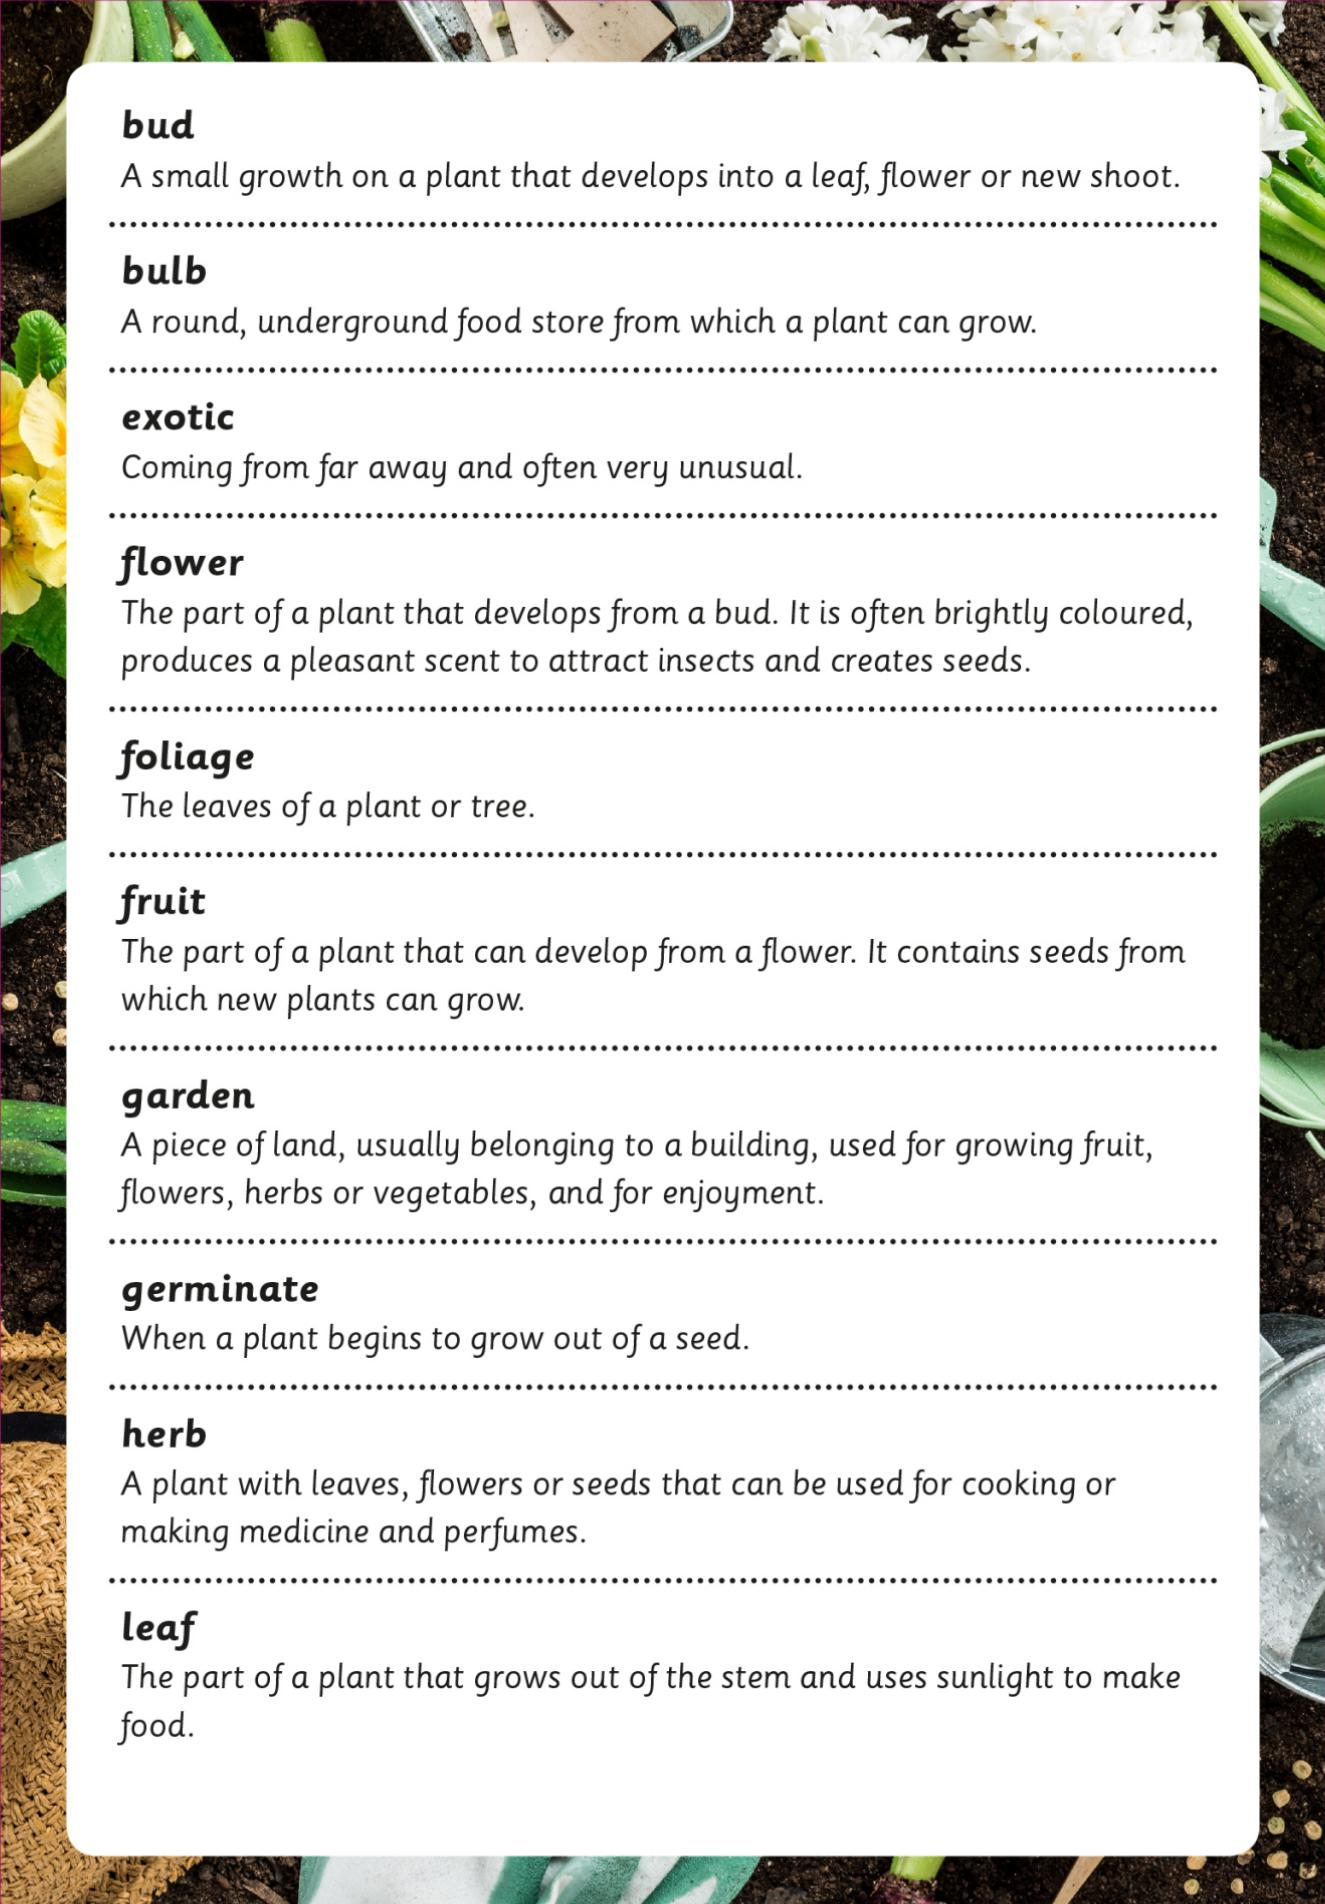 bud
A small growth on a plant that develops into a leaf, flower or new shoot.
bulb
A round, underground food store from which a plant can grow.
exotic
Coming from far away and often very unusual.
flower
The part of a plant that develops from a bud. It is often brightly coloured,
produces a pleasant scent to attract insects and creates seeds.
foliage
The leaves of a plant or tree.
fruit
The part of a plant that can develop from a flower. It contains seeds from
which new plants can grow.
garden
A piece of land, usually belonging to a building, used for growing fruit,
flowers, herbs or vegetables, and for enjoyment.
germinate
When a plant begins to grow out of a seed.
herb
A plant with leaves, flowers or seeds that can be used for cooking or
making medicine and perfumes.
leaf
The part of a plant that grows out of the stem and uses sunlight to make
food.